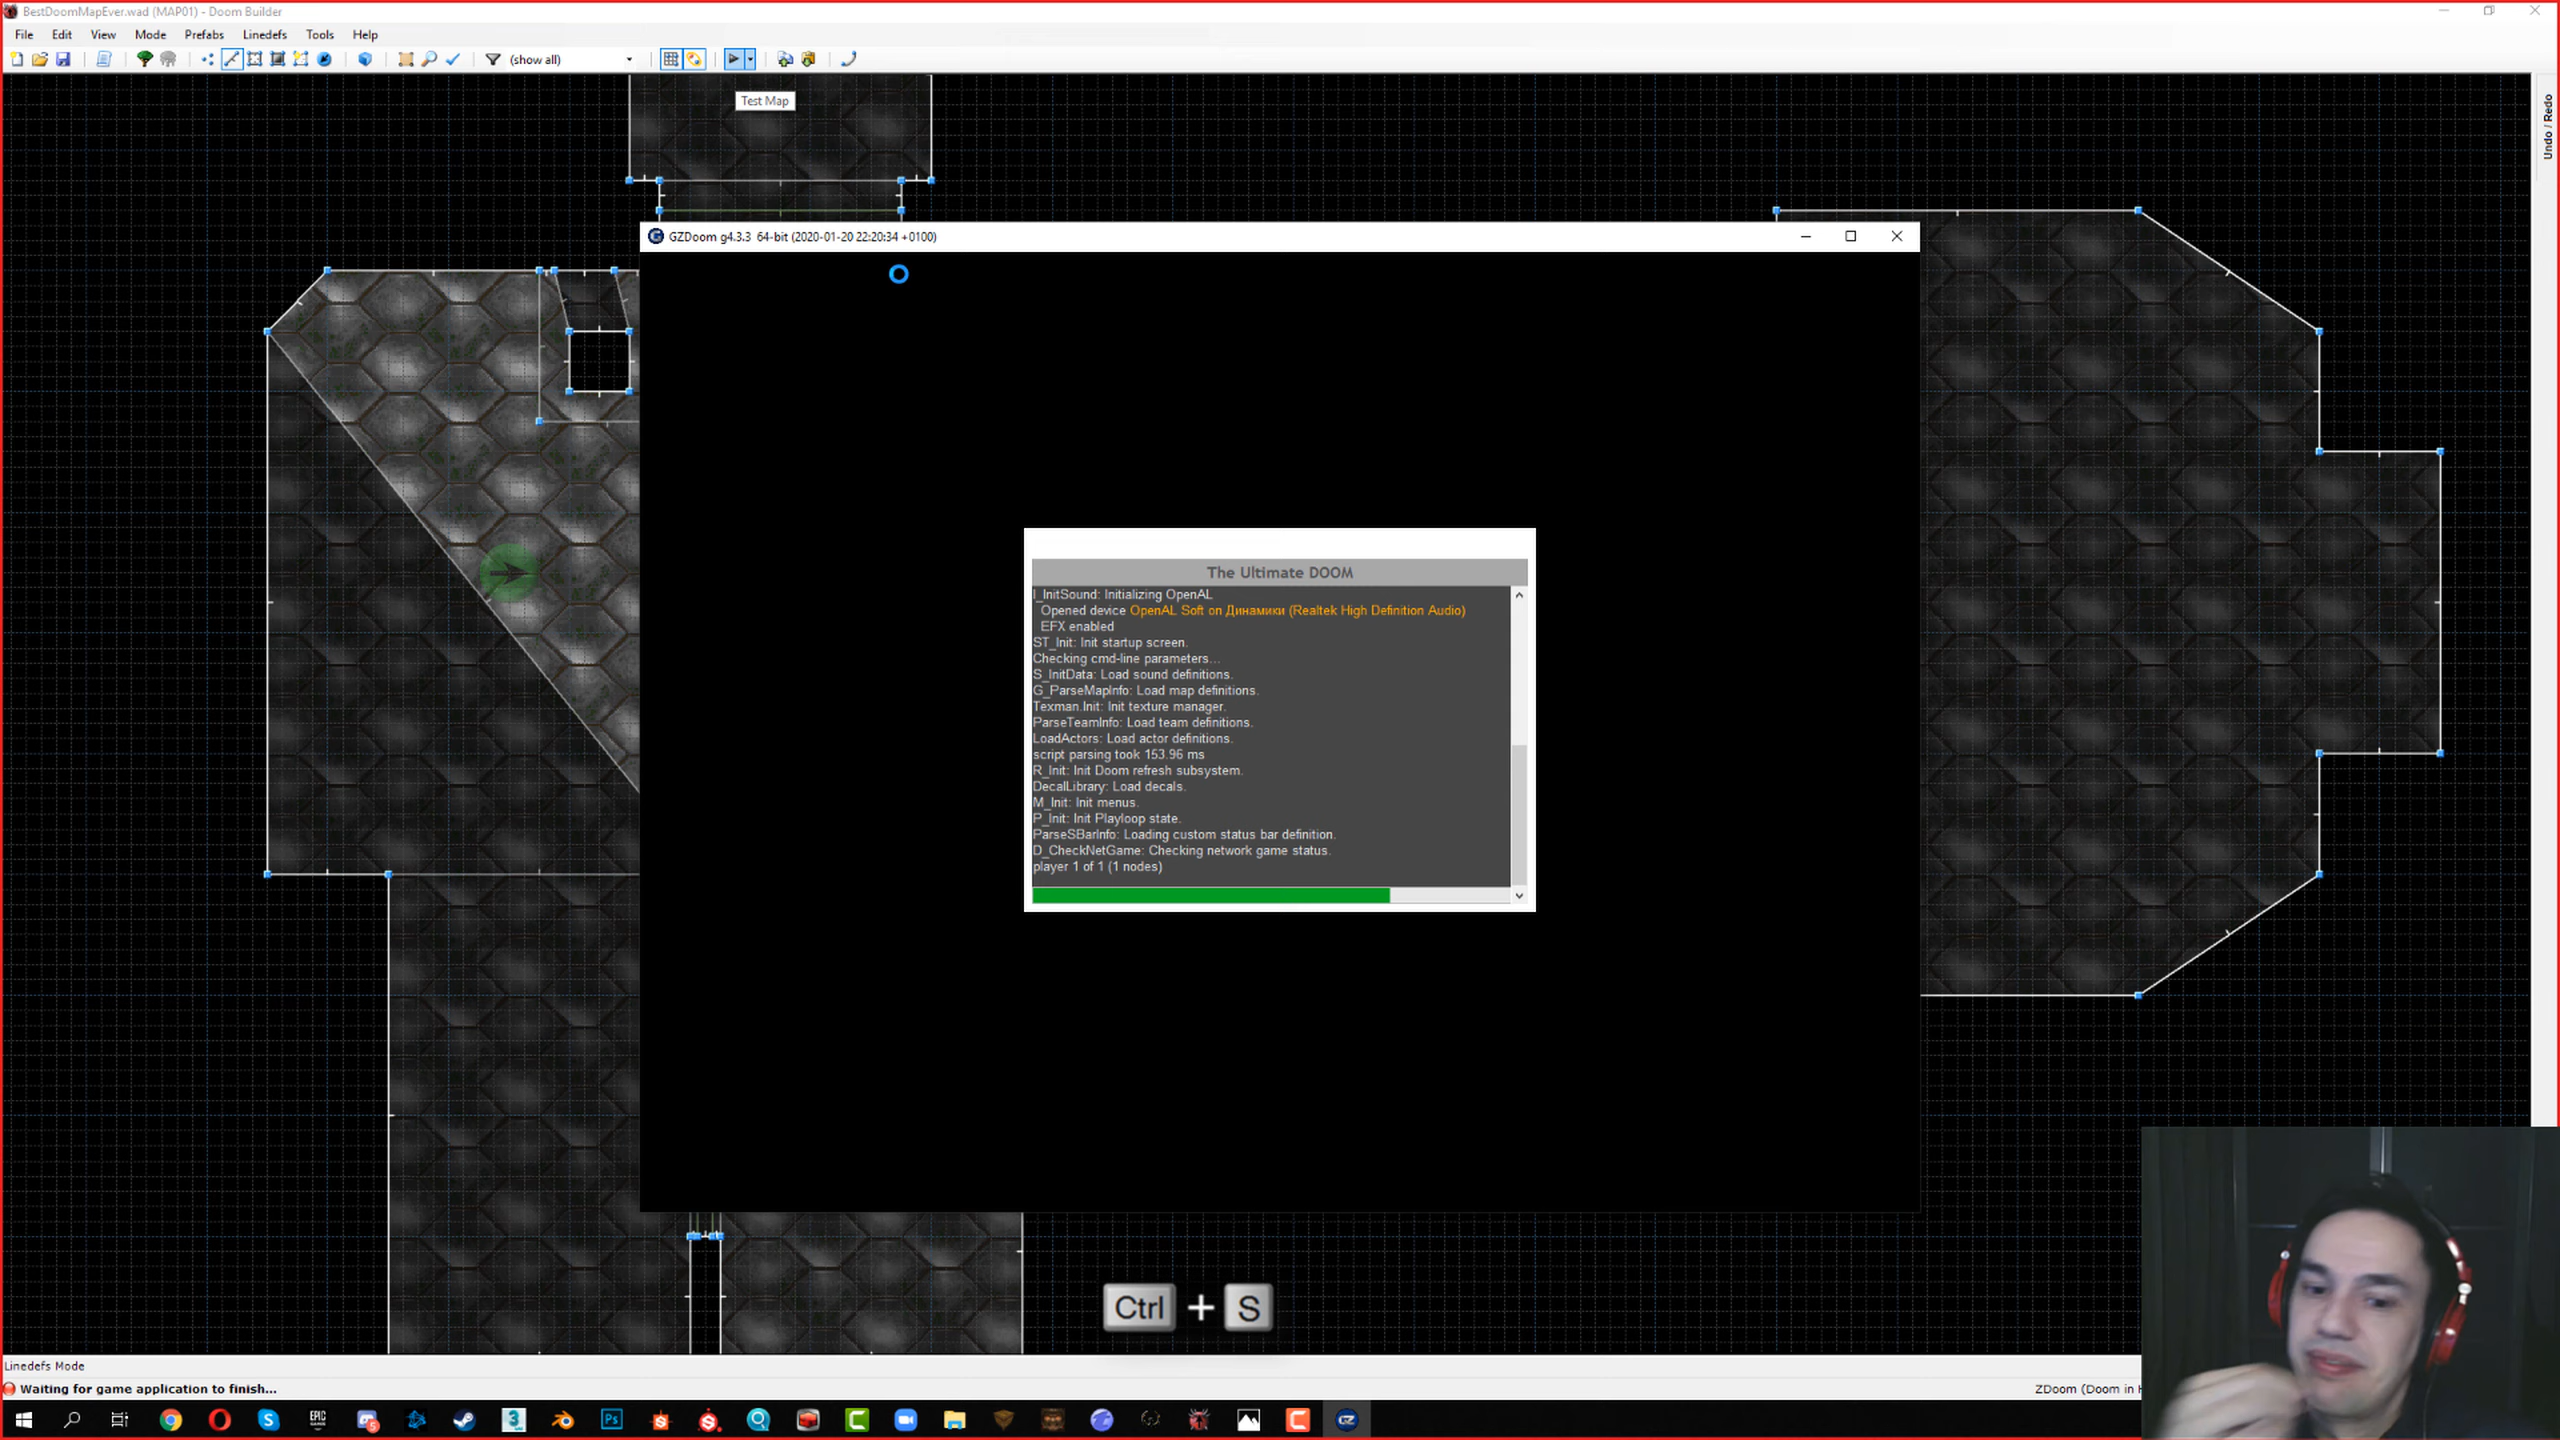 BestDoomMapEver.wad (MAP01) - Doom Builder
File Edit View Mode Prefabs Linedefs Tools Help
(show all)
Test Map
Undo / Redo
GZDoom g4.3.3 64-bit (2020-01-20 22:20:34 +0100)
The Ultimate DOOM
I_InitSound: Initializing OpenAL
Opened device OpenAL Soft on Динамики (Realtek High Definition Audio)
EFX enabled
ST_Init: Init startup screen.
Checking cmd-line parameters...
S_InitData: Load sound definitions.
G_ParseMapInfo: Load map definitions.
Texman.Init: Init texture manager.
ParseTeamInfo: Load team definitions.
LoadActors: Load actor definitions.
script parsing took 153.96 ms
R_Init: Init Doom refresh subsystem.
DecalLibrary: Load decals.
M_Init: Init menus.
P_Init: Init Playloop state.
ParseSBarInfo: Loading custom status bar definition.
D_CheckNetGame: Checking network game status.
player 1 of 1 (1 nodes)
Ctrl + S
Linedefs Mode
Waiting for game application to finish...
ZDoom (Doom in
EPIC
GAMES
3
Ps
GZ